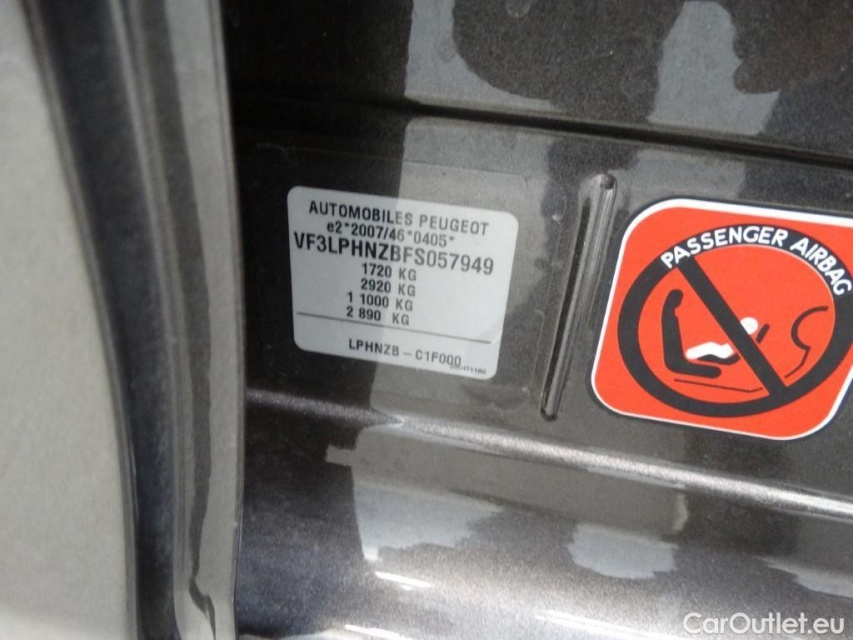 AUTOMOBILES PEUGEOT
e2*2007/46*0405*
VF3LPHNZBFS057949
1720 KG
2920 KG
1 1000 KG
2 890 KG
LPHNZB - C1F000
PASSENGER AIRBAG
CarOutlet.eu